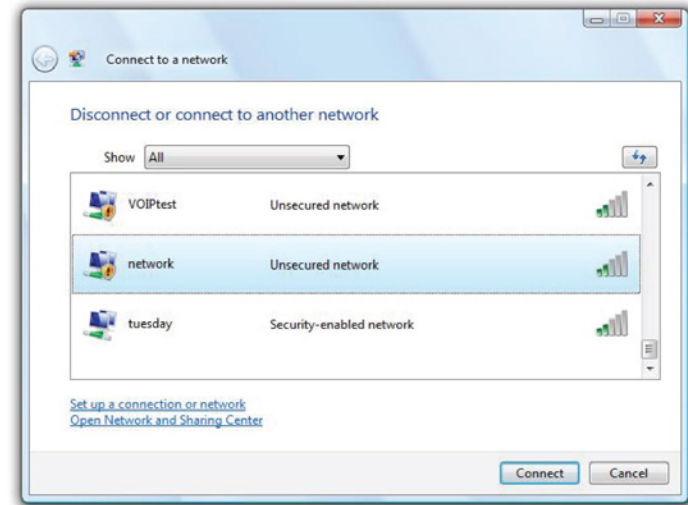 Connect to a network
Disconnect or connect to another network
Show All
VOIPtest Unsecured network
network Unsecured network
tuesday Security-enabled network
Set up a connection or network
Open Network and Sharing Center
Connect Cancel